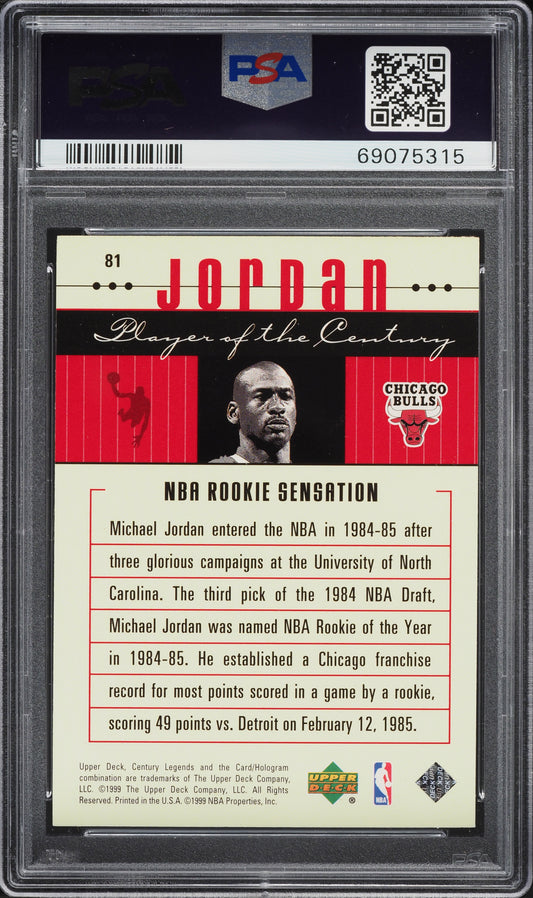 PSA
PSA
69075315
81
JORDAN
Player of the Century
CHICAGO
BULLS
NBA ROOKIE SENSATION
Michael Jordan entered the NBA in 1984-85 after
three glorious campaigns at the University of North
Carolina. The third pick of the 1984 NBA Draft,
Michael Jordan was named NBA Rookie of the Year
in 1984-85. He established a Chicago franchise
record for most points scored in a game by a rookie,
scoring 49 points vs. Detroit on February 12, 1985.
Upper Deck, Century Legends and the Card/Hologram
combination are trademarks of The Upper Deck Company,
LLC. ©1999 The Upper Deck Company, LLC. All Rights
Reserved. Printed in the U.S.A. ©1999 NBA Properties, Inc.
UPPER
DECK
®
NBA
PSA